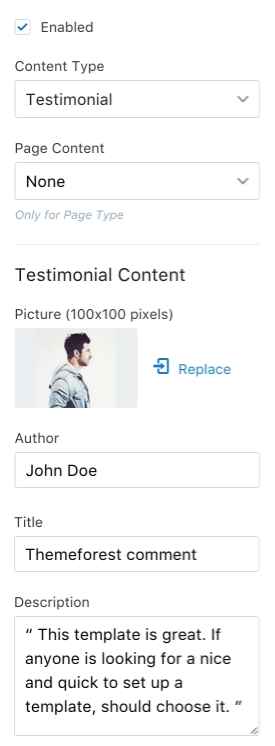 Enabled
Content Type
Testimonial
Page Content
None
Only for Page Type
Testimonial Content
Picture (100x100 pixels)
Replace
Author
John Doe
Title
Themeforest comment
Description
“ This template is great. If
anyone is looking for a nice
and quick to set up a
template, should choose it. ”